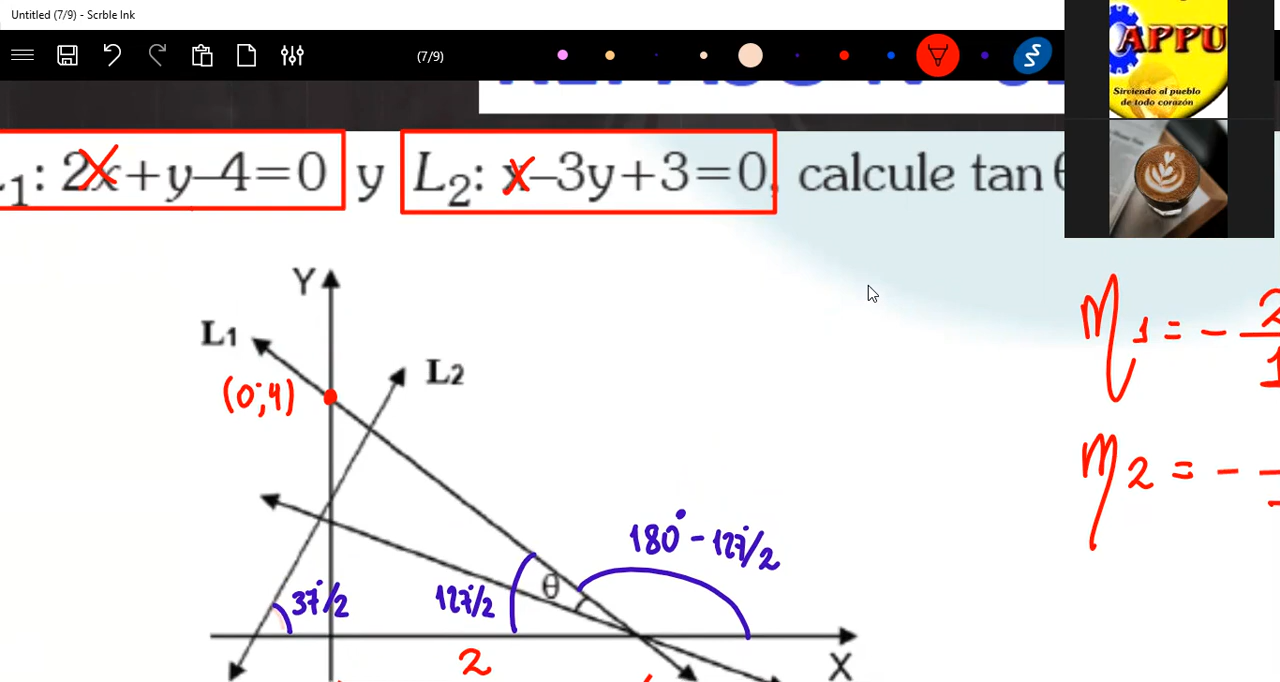 Untitled (7/9) - Scrble Ink
(7/9)
APPU
Sirviendo al pueblo
de todo corazón
L₁: 2x+y–4=0 y L₂: x–3y+3=0, calcule tan θ
Y
L1
L2
(0;4)
m1 = - 2/1
m2 = -
180° - 127°/2
θ
37°/2
127°/2
2
X